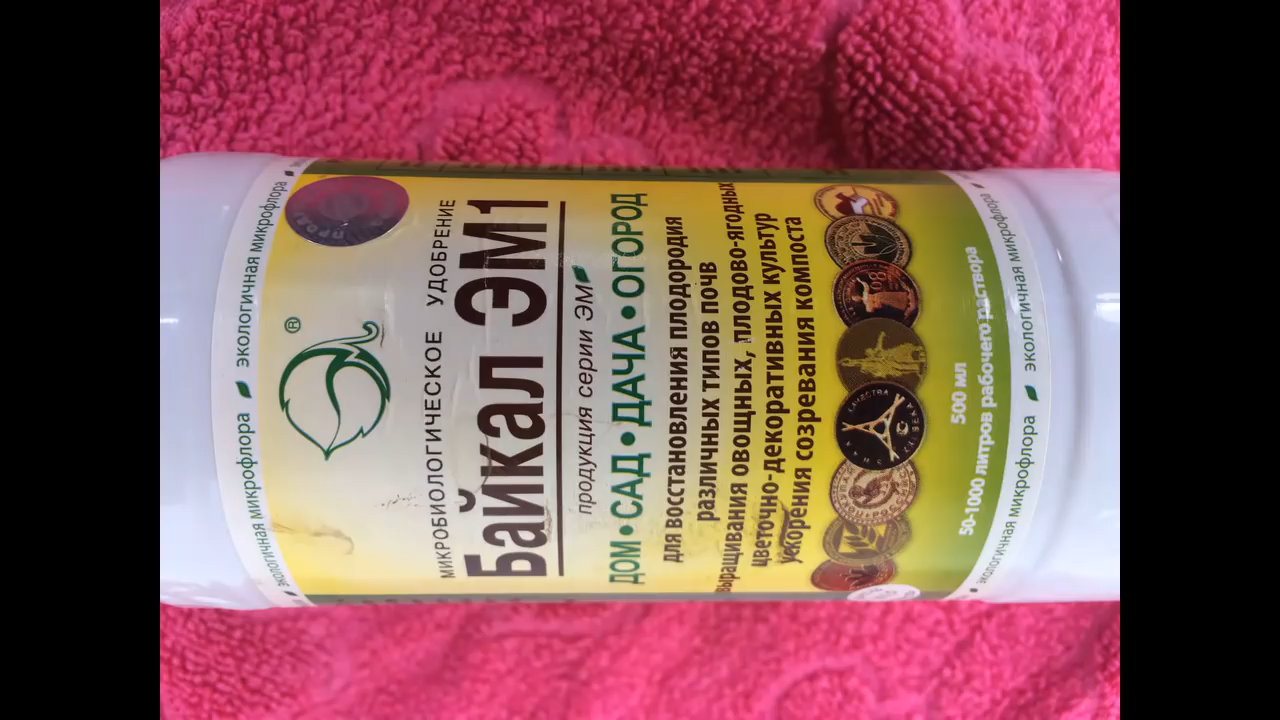 экологичная микрофлора экологичная микрофлора
®
МИКРОБИОЛОГИЧЕСКОЕ УДОБРЕНИЕ
Байкал ЭМ1
продукция серии ЭМ
ДОМ•САД•ДАЧА•ОГОРОД
для восстановления плодородия
различных типов почв
выращивания овощных, плодово-ягодных
цветочно-декоративных культур
ускорения созревания компоста
500 мл
50-1000 литров рабочего раствора
экологичная микрофлора экологичная микрофлора